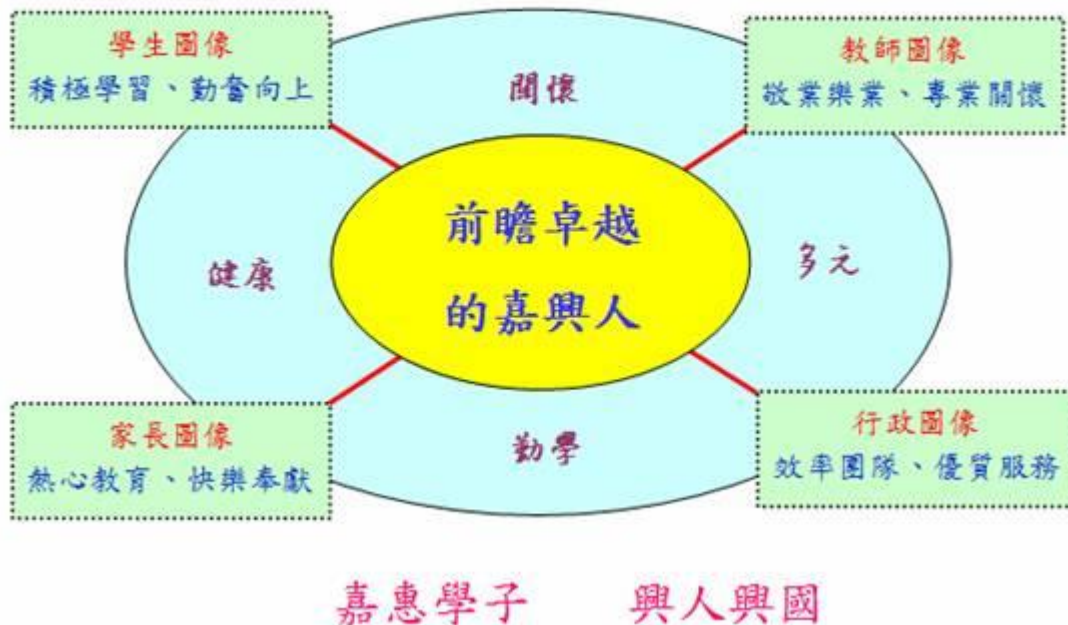 學生圖像
積極學習、勤奮向上
教師圖像
敬業樂業、專業關懷
關懷
健康
前瞻卓越
的嘉興人
多元
勤學
家長圖像
熱心教育、快樂奉獻
行政圖像
效率團隊、優質服務
嘉惠學子 興人興國